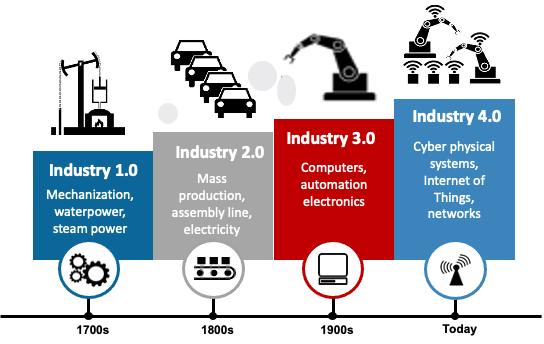 Industry 1.0
Mechanization,
waterpower,
steam power
Industry 2.0
Mass
production,
assembly line,
electricity
Industry 3.0
Computers,
automation
electronics
Industry 4.0
Cyber physical
systems,
Internet of
Things,
networks
1700s
1800s
1900s
Today